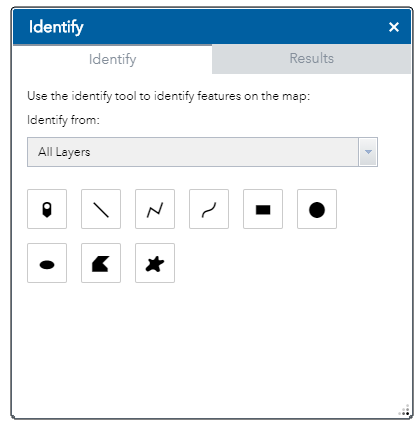 Identify
Identify Results
Use the identify tool to identify features on the map:
Identify from:
All Layers